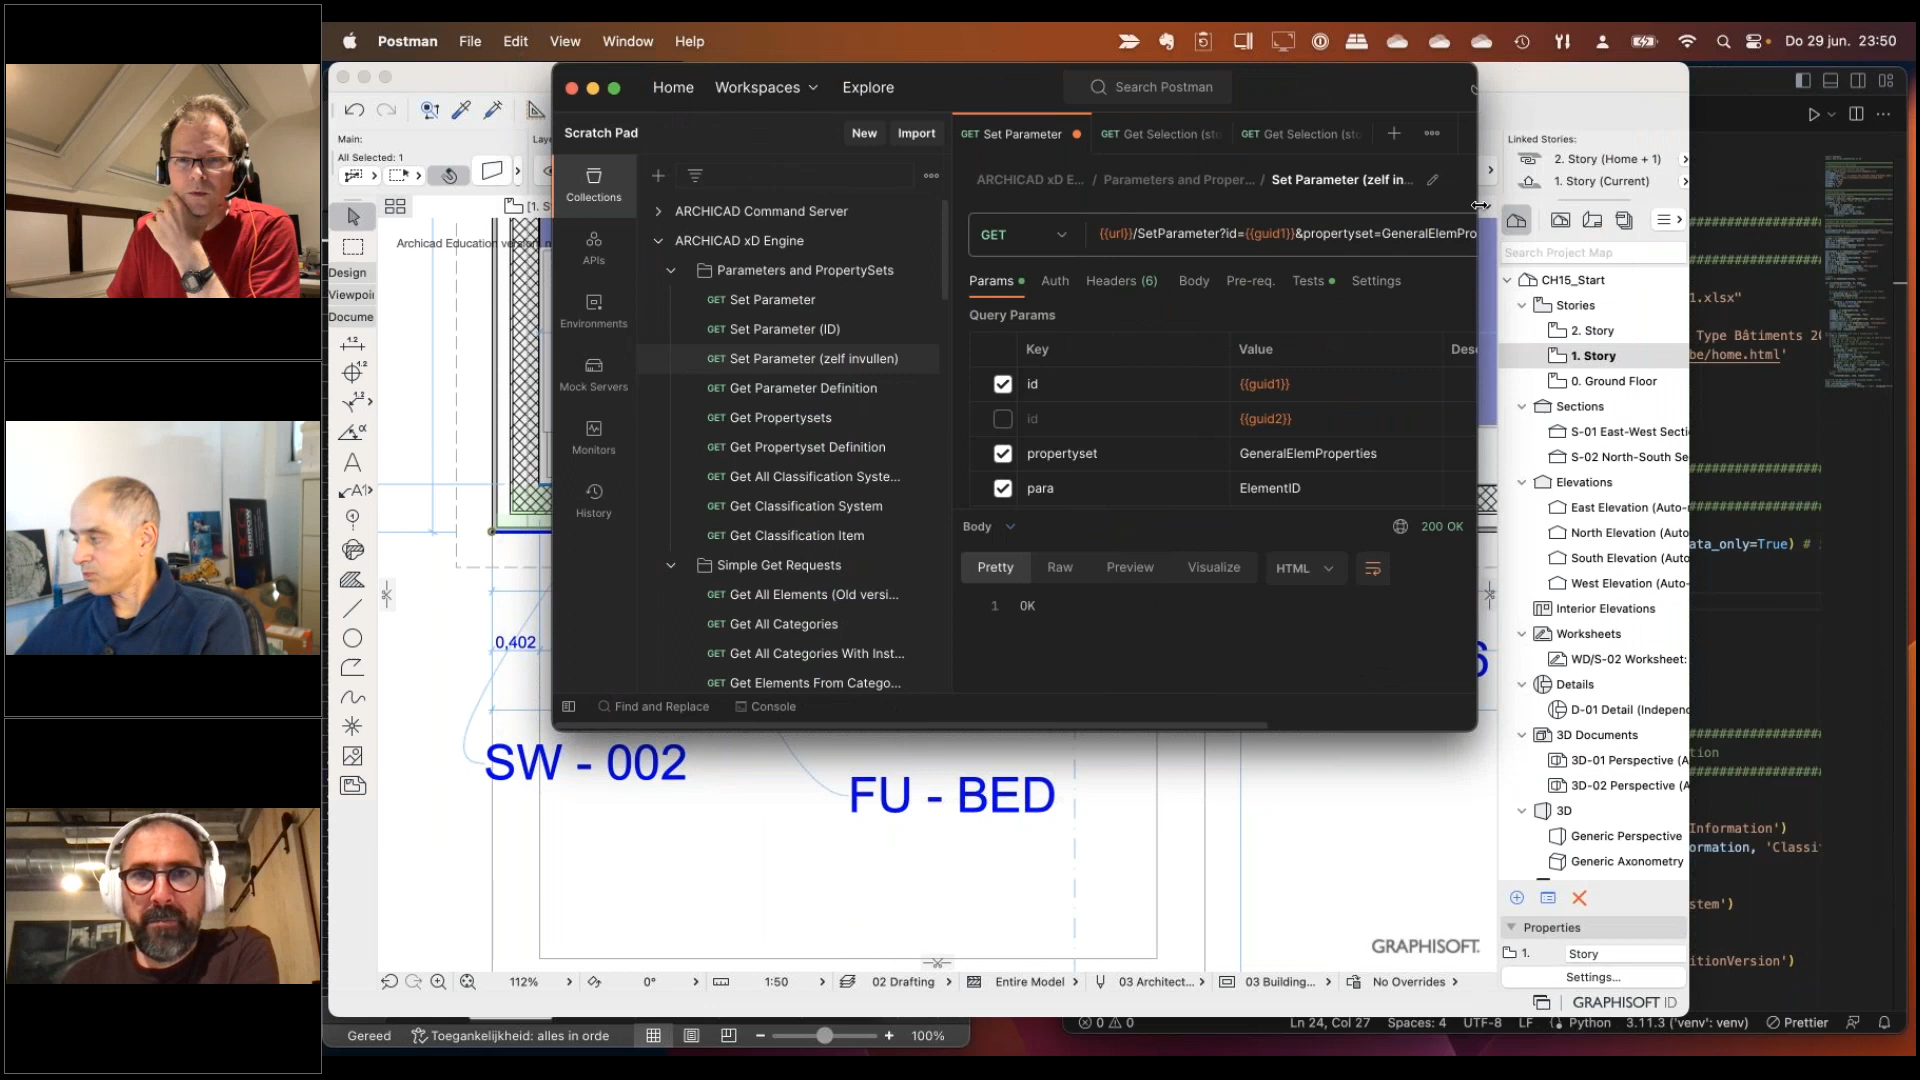 Postman File Edit View Window Help
Do 29 jun. 23:50
Home Workspaces Explore
Search Postman
Scratch Pad
New Import
GET Set Parameter
GET Get Selection (sto
GET Get Selection (sto
Main:
All Selected: 1
Collections
APIs
Environments
Mock Servers
Monitors
History
ARCHICAD Command Server
ARCHICAD xD Engine
Parameters and PropertySets
GET Set Parameter
GET Set Parameter (ID)
GET Set Parameter (zelf invullen)
GET Get Parameter Definition
GET Get Propertysets
GET Get Propertyset Definition
GET Get All Classification Syste...
GET Get Classification System
GET Get Classification Item
Simple Get Requests
GET Get All Elements (Old versi...
GET Get All Categories
GET Get All Categories With Inst...
GET Get Elements From Catego...
Find and Replace Console
ARCHICAD xD E... / Parameters and Proper... / Set Parameter (zelf in...
GET {{url}}/SetParameter?id={{guid1}}&propertyset=GeneralElemPro
Params Auth Headers (6) Body Pre-req. Tests Settings
Query Params
Key Value Desc
id {{guid1}}
id {{guid2}}
propertyset GeneralElemProperties
para ElementID
Body 200 OK
Pretty Raw Preview Visualize HTML
1 OK
[1. S
Archicad Education version
Design
Viewpoi
Docume
0,402
SW - 002
FU - BED
6
GRAPHISOFT.
112% 0° 1:50 02 Drafting Entire Model 03 Architect... 03 Building... No Overrides
Linked Stories:
2. Story (Home + 1)
1. Story (Current)
Search Project Map
CH15_Start
Stories
2. Story
1. Story
0. Ground Floor
Sections
S-01 East-West Secti
S-02 North-South Se
Elevations
East Elevation (Auto-
North Elevation (Auto
South Elevation (Auto
West Elevation (Auto-
Interior Elevations
Worksheets
WD/S-02 Worksheet:
Details
D-01 Detail (Independ
3D Documents
3D-01 Perspective (A
3D-02 Perspective (A
3D
Generic Perspective
Generic Axonometry
Properties
1. Story
Settings...
GRAPHISOFT ID
1.xlsx"
Type Bâtiments 20
be/home.html'
ata_only=True) #
tion
Information')
ormation, 'Classi
stem')
itionVersion')
Gereed Toegankelijkheid: alles in orde 100%
0 0 Ln 24, Col 27 Spaces: 4 UTF-8 LF Python 3.11.3 ('venv': venv) Prettier